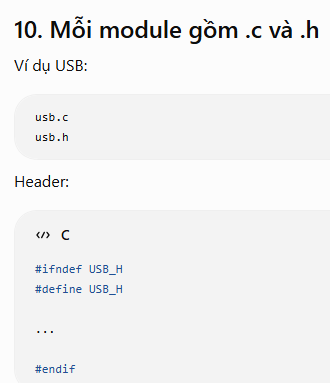 10. Mỗi module gồm .c và .h
Ví dụ USB:
usb.c
usb.h
Header:
</> C
#ifndef USB_H
#define USB_H
...
#endif